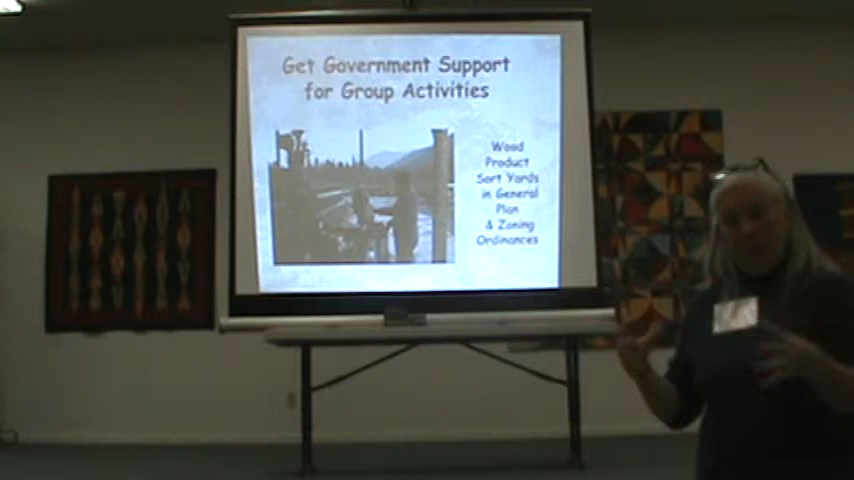 Get Government Support
for Group Activities
Wood
Product
Sort Yards
in General
Plan
& Zoning
Ordinances